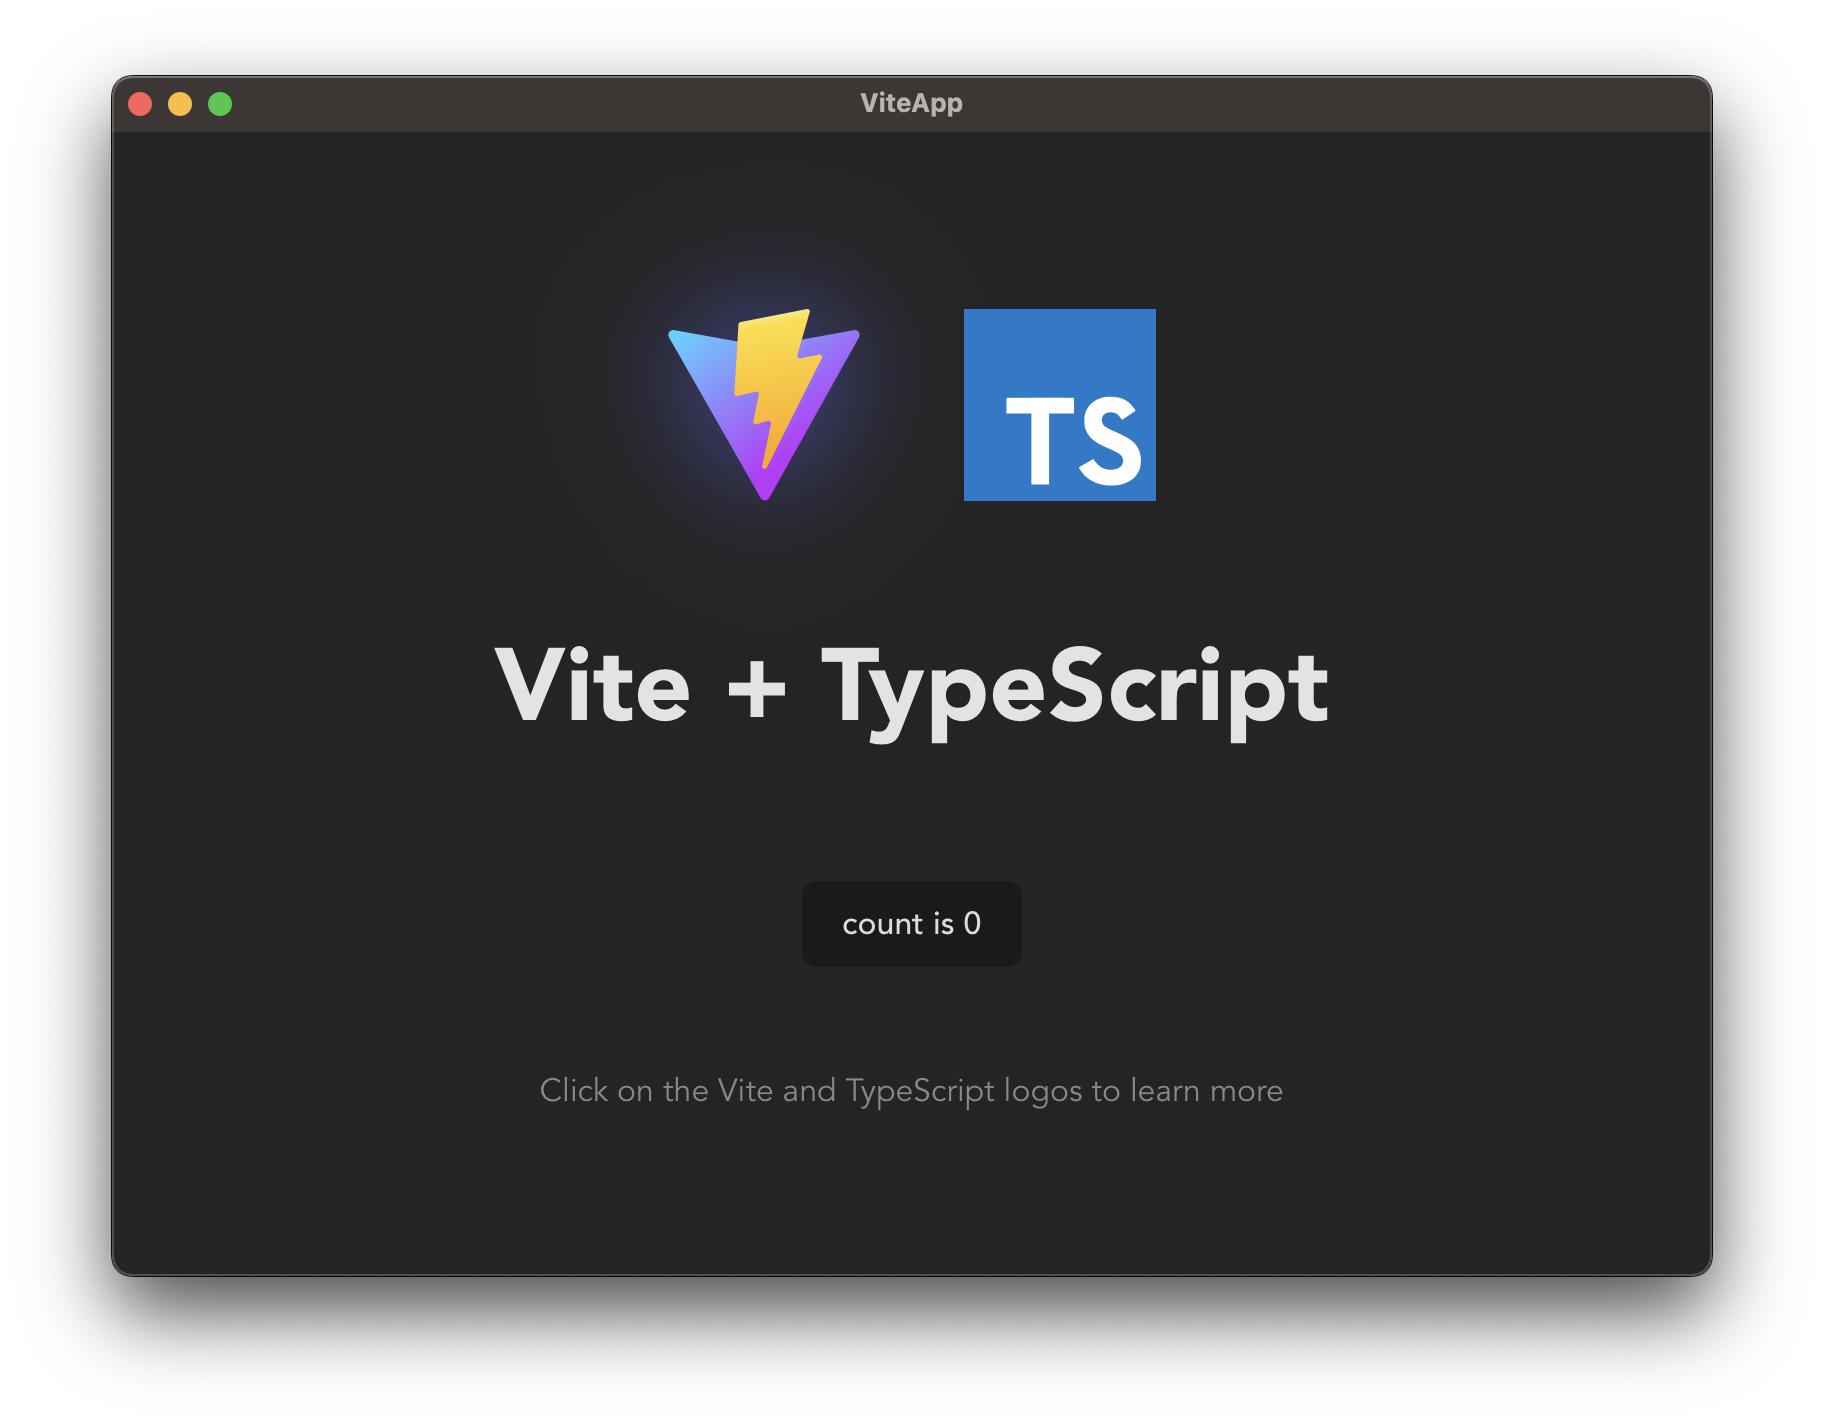 ViteApp
TS
Vite + TypeScript
count is 0
Click on the Vite and TypeScript logos to learn more